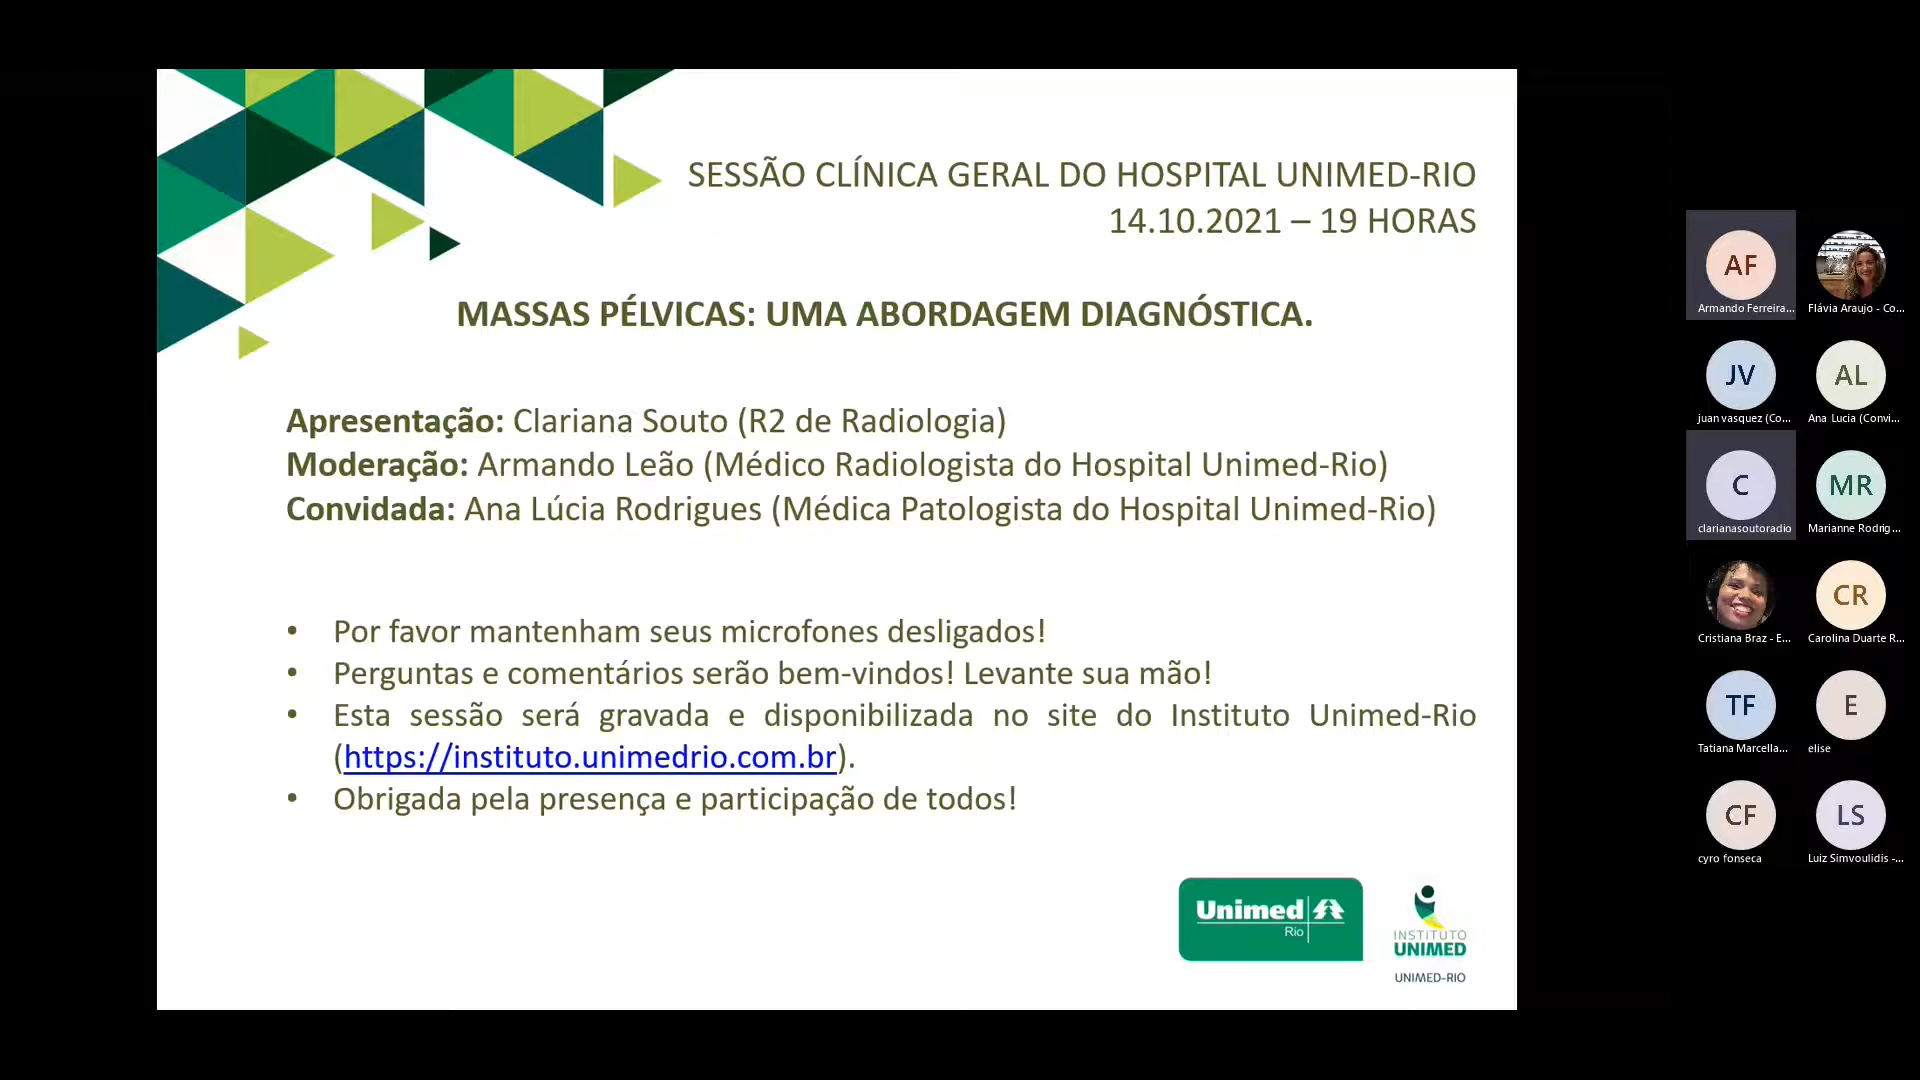 SESSÃO CLÍNICA GERAL DO HOSPITAL UNIMED-RIO
14.10.2021 – 19 HORAS
MASSAS PÉLVICAS: UMA ABORDAGEM DIAGNÓSTICA.
Apresentação: Clariana Souto (R2 de Radiologia)
Moderação: Armando Leão (Médico Radiologista do Hospital Unimed-Rio)
Convidada: Ana Lúcia Rodrigues (Médica Patologista do Hospital Unimed-Rio)
• Por favor mantenham seus microfones desligados!
• Perguntas e comentários serão bem-vindos! Levante sua mão!
• Esta sessão será gravada e disponibilizada no site do Instituto Unimed-Rio
(https://instituto.unimedrio.com.br).
• Obrigada pela presença e participação de todos!
Unimed
Rio
INSTITUTO
UNIMED
UNIMED-RIO
AF
Armando Ferreira...
Flávia Araujo - Co...
JV
AL
juan vasquez (Co...
Ana Lucia (Convi...
C
MR
clarianasoutoradio
Marianne Rodrig...
CR
Cristiana Braz - E...
Carolina Duarte R...
TF
E
Tatiana Marcella...
elise
CF
LS
cyro fonseca
Luiz Simvoulidis -...